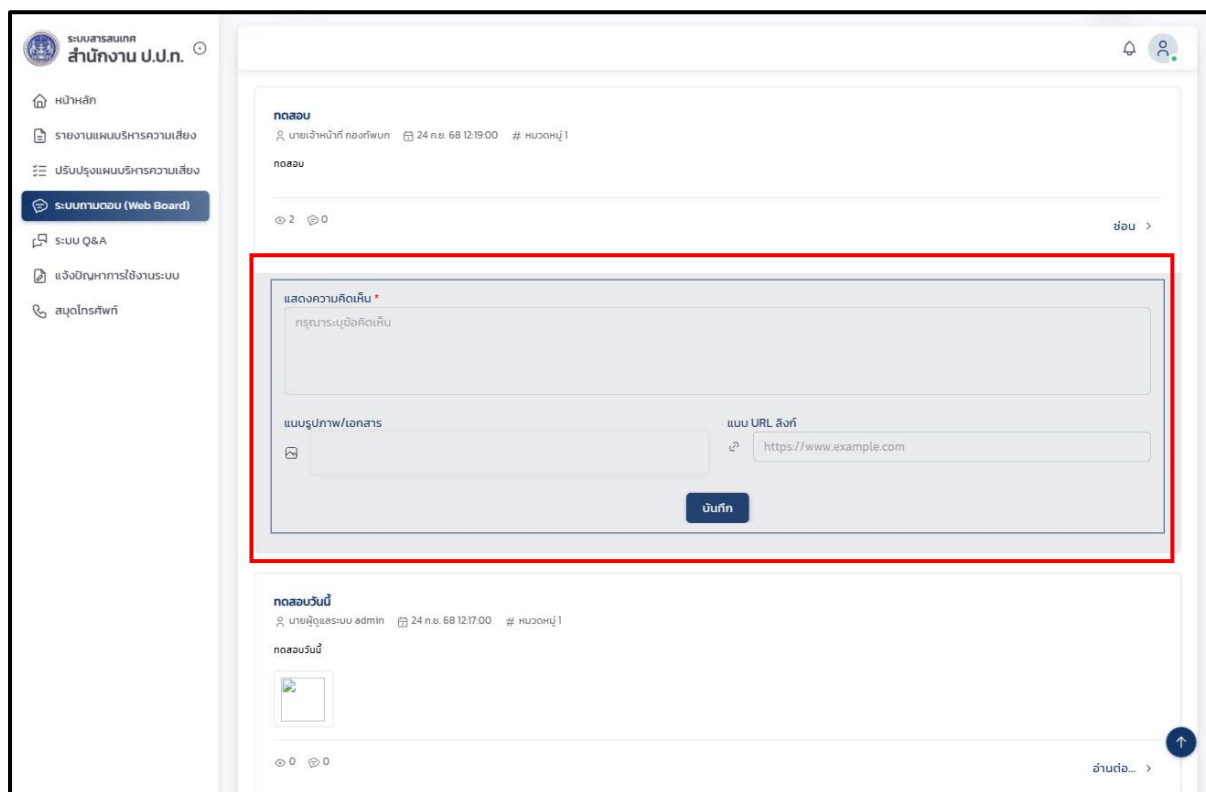 ระบบสารสนเทศ
สำนักงาน ป.ป.ท.
หน้าหลัก
รายงานแผนบริหารความเสี่ยง
ปรับปรุงแผนบริหารความเสี่ยง
ระบบถามตอบ (Web Board)
ระบบ Q&A
แจ้งปัญหาการใช้งานระบบ
สมุดโทรศัพท์
ทดสอบ
นายเจ้าหน้าที่ กองทัพบก 24 ก.ย. 68 12:19:00 # หมวดหมู่ 1
ทดสอบ
2 0
ซ่อน >
แสดงความคิดเห็น *
กรุณาระบุข้อคิดเห็น
แนบรูปภาพ/เอกสาร แนบ URL ลิงก์
https://www.example.com
บันทึก
ทดสอบวันนี้
นายผู้ดูแลระบบ admin 24 ก.ย. 68 12:17:00 # หมวดหมู่ 1
ทดสอบวันนี้
0 0
อ่านต่อ... >